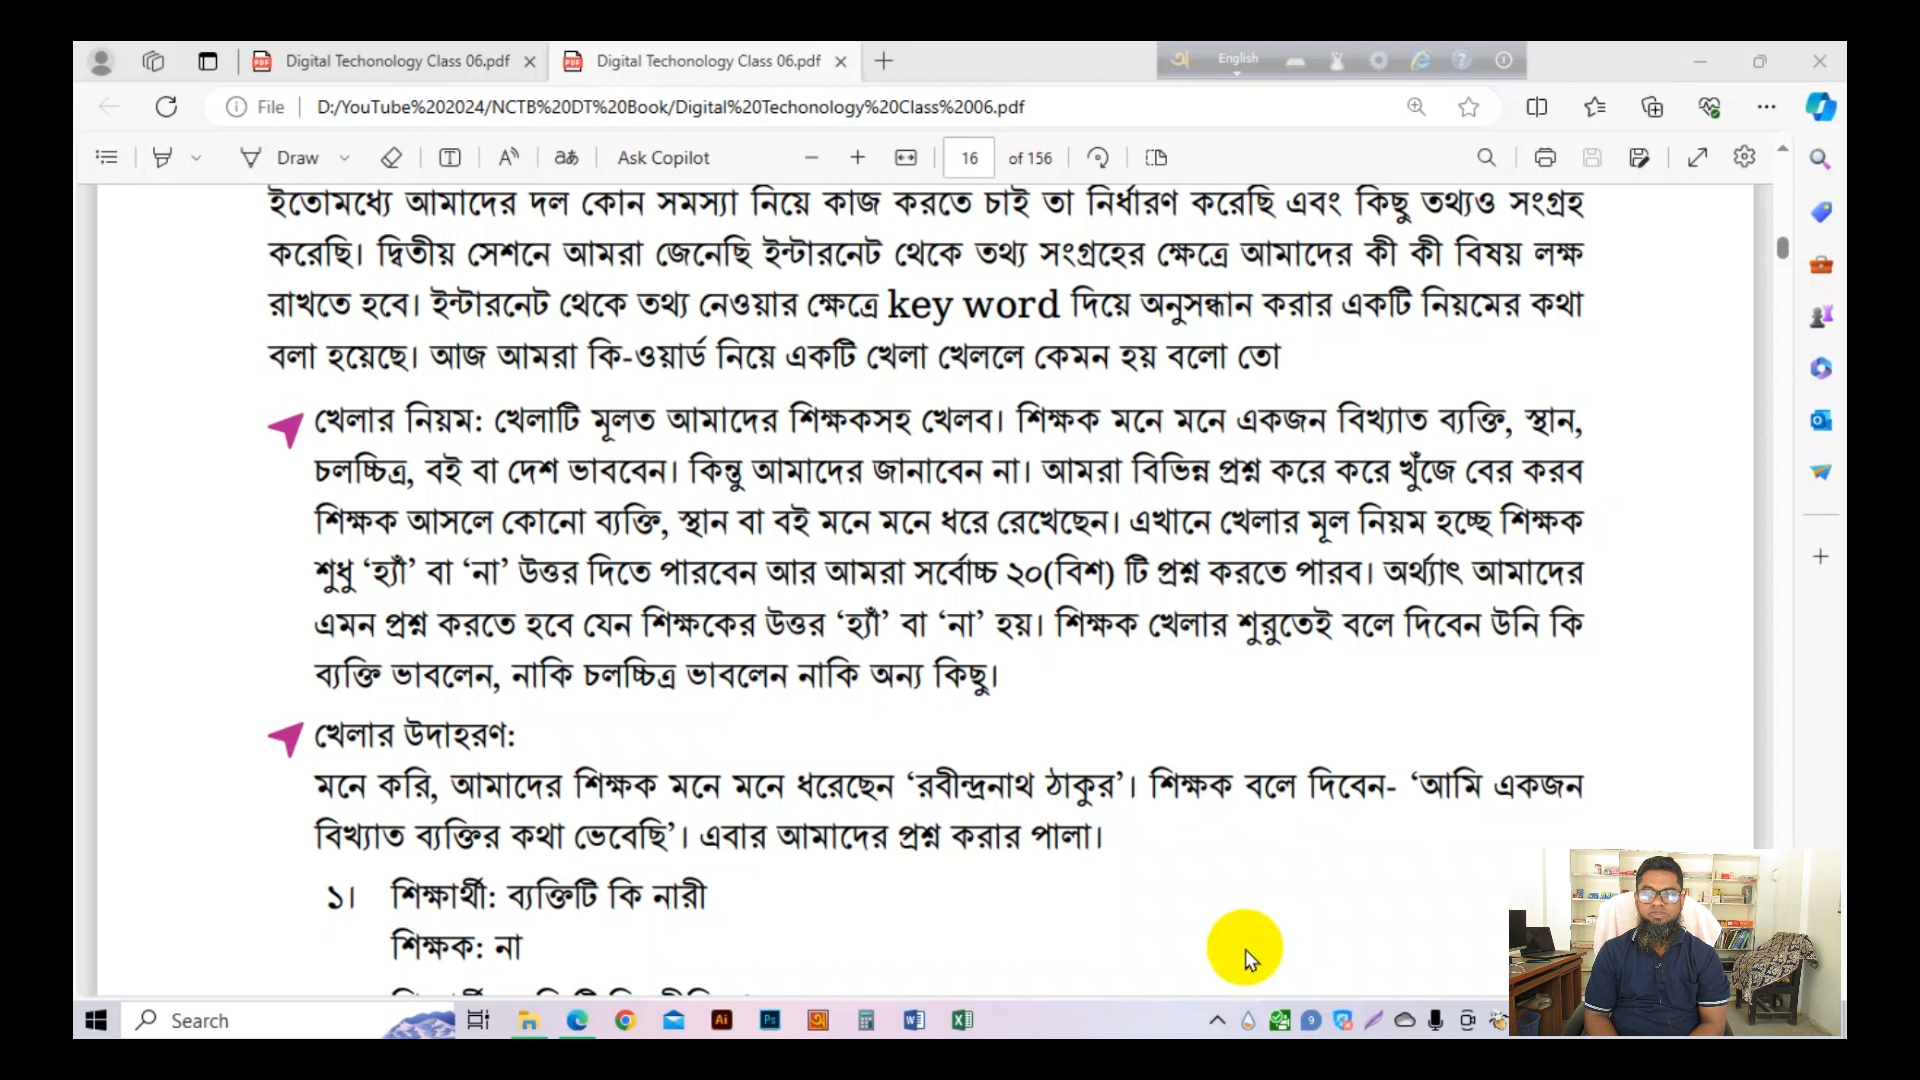 Digital Techonology Class 06.pdf
Digital Techonology Class 06.pdf
English
File
D:/YouTube%202024/NCTB%20DT%20Book/Digital%20Techonology%20Class%2006.pdf
Draw
Ask Copilot
16 of 156
ইতোমধ্যে আমাদের দল কোন সমস্যা নিয়ে কাজ করতে চাই তা নির্ধারণ করেছি এবং কিছু তথ্যও সংগ্রহ
করেছি। দ্বিতীয় সেশনে আমরা জেনেছি ইন্টারনেট থেকে তথ্য সংগ্রহের ক্ষেত্রে আমাদের কী কী বিষয় লক্ষ
রাখতে হবে। ইন্টারনেট থেকে তথ্য নেওয়ার ক্ষেত্রে key word দিয়ে অনুসন্ধান করার একটি নিয়মের কথা
বলা হয়েছে। আজ আমরা কি-ওয়ার্ড নিয়ে একটি খেলা খেললে কেমন হয় বলো তো
খেলার নিয়ম: খেলাটি মূলত আমাদের শিক্ষকসহ খেলব। শিক্ষক মনে মনে একজন বিখ্যাত ব্যক্তি, স্থান,
চলচ্চিত্র, বই বা দেশ ভাববেন। কিন্তু আমাদের জানাবেন না। আমরা বিভিন্ন প্রশ্ন করে করে খুঁজে বের করব
শিক্ষক আসলে কোনো ব্যক্তি, স্থান বা বই মনে মনে ধরে রেখেছেন। এখানে খেলার মূল নিয়ম হচ্ছে শিক্ষক
শুধু ‘হ্যাঁ’ বা ‘না’ উত্তর দিতে পারবেন আর আমরা সর্বোচ্চ ২০(বিশ) টি প্রশ্ন করতে পারব। অর্থ্যাৎ আমাদের
এমন প্রশ্ন করতে হবে যেন শিক্ষকের উত্তর ‘হ্যাঁ’ বা ‘না’ হয়। শিক্ষক খেলার শুরুতেই বলে দিবেন উনি কি
ব্যক্তি ভাবলেন, নাকি চলচ্চিত্র ভাবলেন নাকি অন্য কিছু।
খেলার উদাহরণ:
মনে করি, আমাদের শিক্ষক মনে মনে ধরেছেন ‘রবীন্দ্রনাথ ঠাকুর’। শিক্ষক বলে দিবেন- ‘আমি একজন
বিখ্যাত ব্যক্তির কথা ভেবেছি’। এবার আমাদের প্রশ্ন করার পালা।
১। শিক্ষার্থী: ব্যক্তিটি কি নারী
শিক্ষক: না
Search